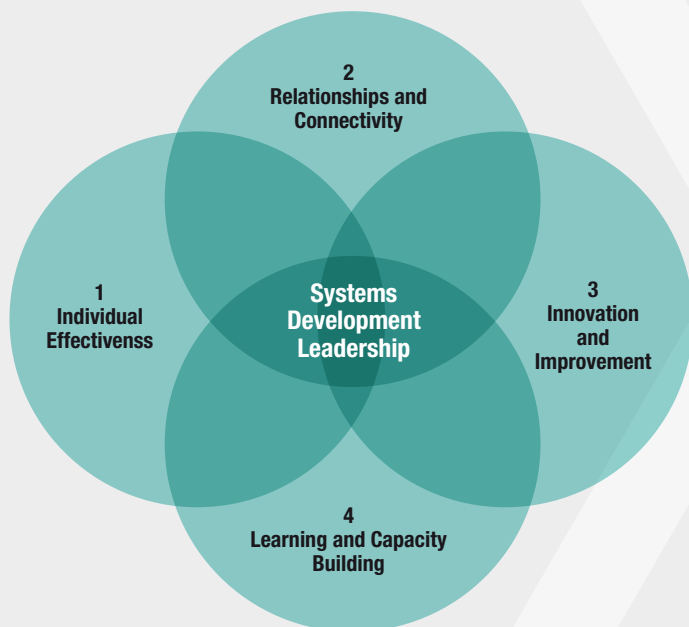 2
Relationships and
Connectivity
1
Individual
Effectivenss
Systems
Development
Leadership
3
Innovation
and
Improvement
4
Learning and Capacity
Building